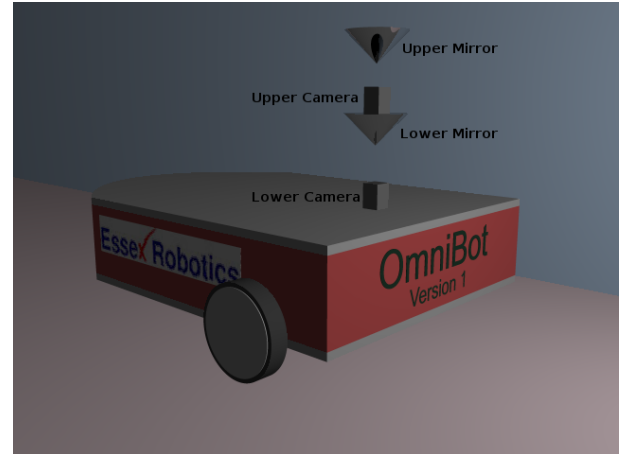 Upper Mirror
Upper Camera
Lower Mirror
Lower Camera
Essex Robotics
OmniBot
Version 1